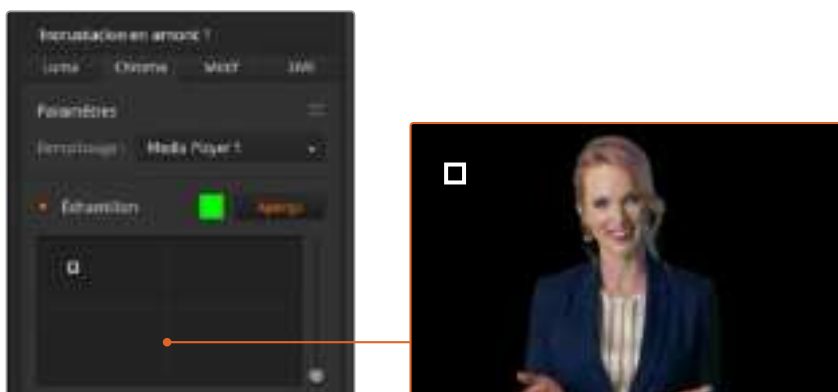 Incrustation en amont 1
Luma Chroma Motif DVE
Paramètres
Remplissage : Media Player 1
Échantillon Aperçu